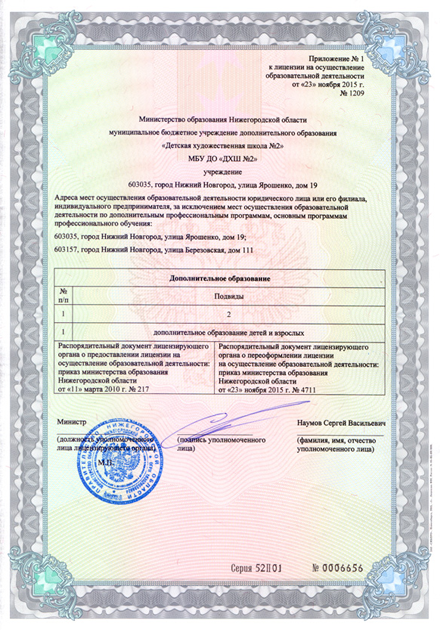 Приложение № 1
к лицензии на осуществление
образовательной деятельности
от «23» ноября 2015 г.
№ 1209
Министерство образования Нижегородской области
муниципальное бюджетное учреждение дополнительного образования
«Детская художественная школа №2»
МБУ ДО «ДХШ №2»
учреждение
603035, город Нижний Новгород, улица Ярошенко, дом 19
Адреса мест осуществления образовательной деятельности юридического лица или его филиала,
индивидуального предпринимателя, за исключением мест осуществления образовательной
деятельности по дополнительным профессиональным программам, основным программам
профессионального обучения:
603035, город Нижний Новгород, улица Ярошенко, дом 19;
603157, город Нижний Новгород, улица Березовская, дом 111
Дополнительное образование
№
п/п
Подвиды
1
2
1
дополнительное образование детей и взрослых
Распорядительный документ лицензирующего
органа о предоставлении лицензии на
осуществление образовательной деятельности:
приказ министерства образования
Нижегородской области
от «11» марта 2010 г. № 217
Распорядительный документ лицензирующего
органа о переоформлении лицензии
на осуществление образовательной деятельности:
приказ министерства образования
Нижегородской области
от «23» ноября 2015 г. № 4711
Министр
Наумов Сергей Васильевич
(должность уполномоченного
лица лицензирующего органа)
(подпись уполномоченного
лица)
(фамилия, имя, отчество
уполномоченного лица)
М.П.
Серия 52П01
№ 0006656